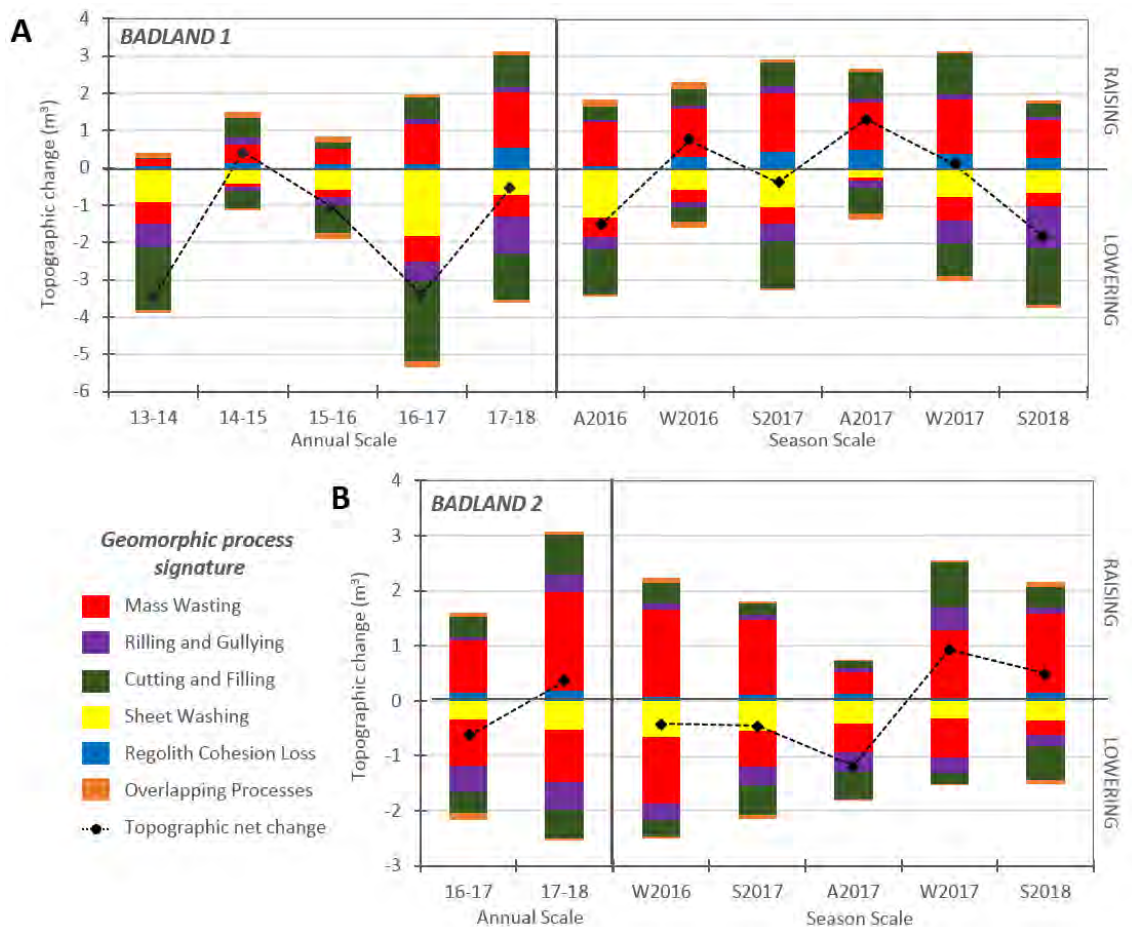 A
BADLAND 1
Topographic change (m³)
4
3
2
1
0
-1
-2
-3
-4
-5
-6
RAISING
LOWERING
13-14 14-15 15-16 16-17 17-18 A2016 W2016 S2017 A2017 W2017 S2018
Annual Scale Season Scale
B
BADLAND 2
Topographic change (m³)
4
3
2
1
0
-1
-2
-3
RAISING
LOWERING
16-17 17-18 W2016 S2017 A2017 W2017 S2018
Annual Scale Season Scale
Geomorphic process
signature
Mass Wasting
Rilling and Gullying
Cutting and Filling
Sheet Washing
Regolith Cohesion Loss
Overlapping Processes
Topographic net change